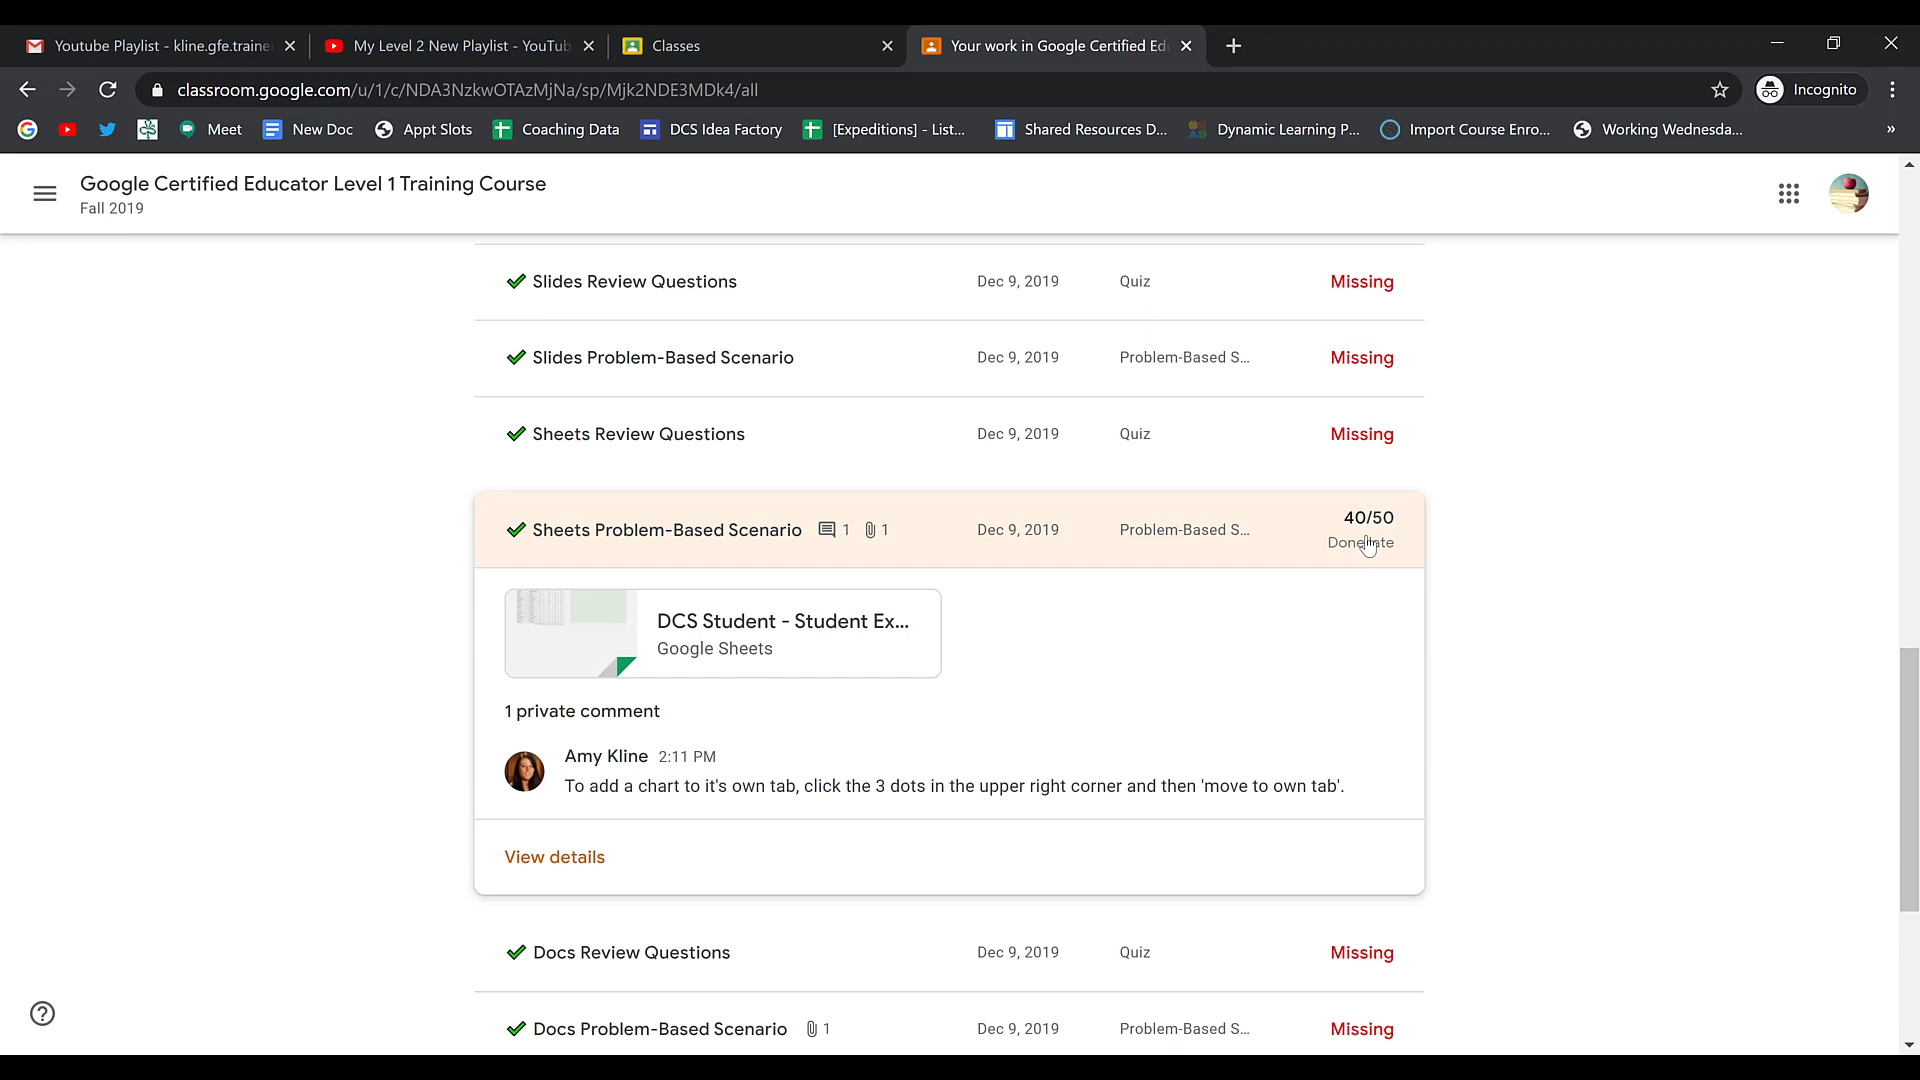 Youtube Playlist - kline.gfe.traine
My Level 2 New Playlist - YouTub
Classes
Your work in Google Certified Ed
classroom.google.com/u/1/c/NDA3NzkwOTAzMjNa/sp/Mjk2NDE3MDk4/all
Incognito
Meet
New Doc
Appt Slots
Coaching Data
DCS Idea Factory
[Expeditions] - List...
Shared Resources D...
Dynamic Learning P...
Import Course Enro...
Working Wednesda...
»
Google Certified Educator Level 1 Training Course
Fall 2019
Slides Review Questions Dec 9, 2019 Quiz Missing
Slides Problem-Based Scenario Dec 9, 2019 Problem-Based S... Missing
Sheets Review Questions Dec 9, 2019 Quiz Missing
Sheets Problem-Based Scenario 1 1 Dec 9, 2019 Problem-Based S... 40/50
Done late
DCS Student - Student Ex...
Google Sheets
1 private comment
Amy Kline 2:11 PM
To add a chart to it's own tab, click the 3 dots in the upper right corner and then 'move to own tab'.
View details
Docs Review Questions Dec 9, 2019 Quiz Missing
Docs Problem-Based Scenario 1 Dec 9, 2019 Problem-Based S... Missing